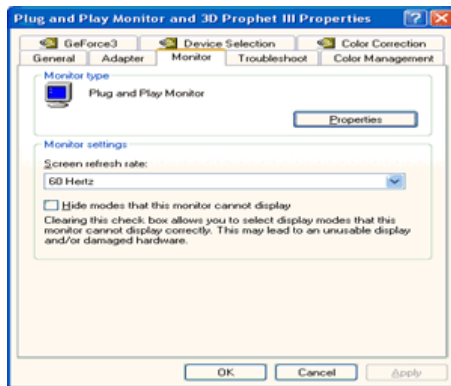 Plug and Play Monitor and 3D Prophet III Properties
GeForce3 Device Selection Color Correction
General Adapter Monitor Troubleshoot Color Management
Monitor type
Plug and Play Monitor
Properties
Monitor settings
Screen refresh rate:
60 Hertz
Hide modes that this monitor cannot display
Clearing this check box allows you to select display modes that this
monitor cannot display correctly. This may lead to an unusable display
and/or damaged hardware.
OK Cancel Apply